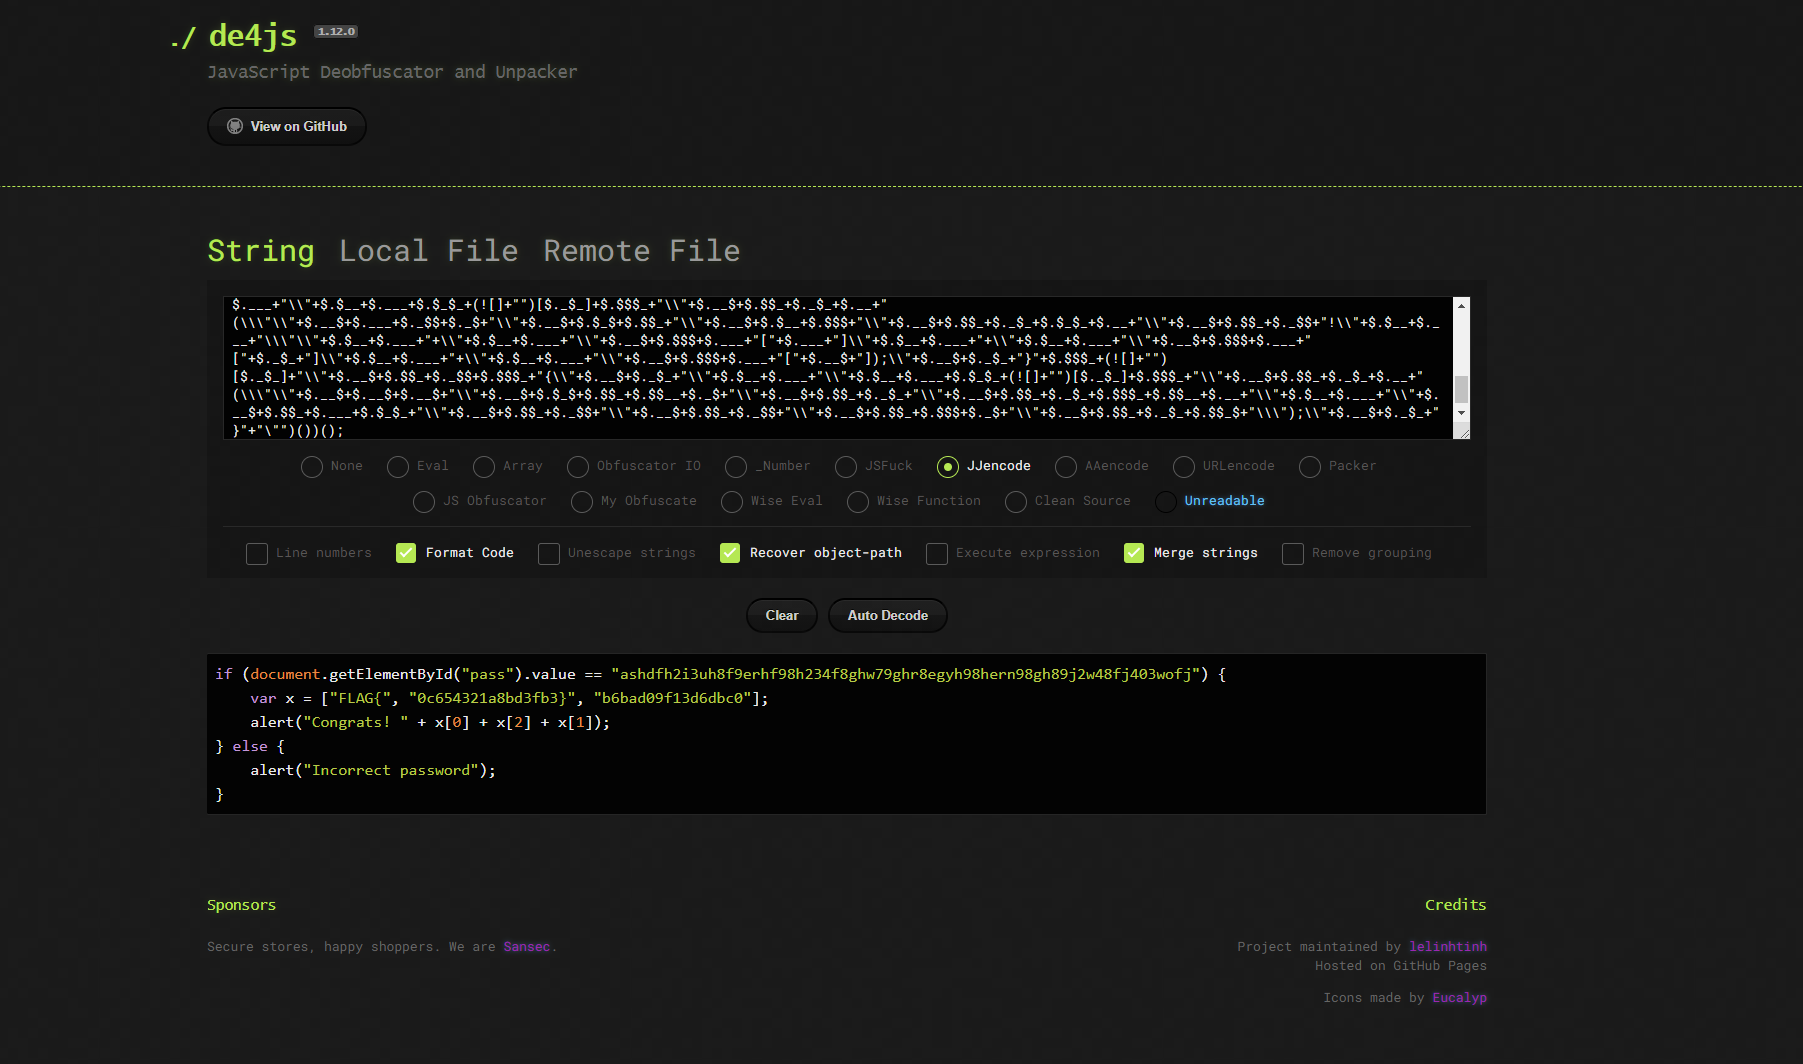 ./ de4js 1.12.0
JavaScript Deobfuscator and Unpacker
View on GitHub
String Local File Remote File
$.___+"\\"+$.$__+$.___+$.$_$_+(![]+"")[$._$_]+$.$$$_+"\\"+$.__$+$.$$_+$._$_+$.__+"
(\\\"\\"+$.__$+$.___+$._$$+$._$+"\\"+$.__$+$.$_$+$.$$_+"\\"+$.__$+$.$__+$.$$$+"\\"+$.__$+$.$$_+$._$_+$.$_$_+$.__+"\\"+$.__$+$.$$_+$._$$+"!\\"+$.$__+$._
__+"\\\"\\"+$.$__+$.___+"+\\"+$.$__+$.___+"\\"+$.__$+$.$$$+$.___+"["+$.___+"]\\"+$.$__+$.___+"+\\"+$.$__+$.___+"\\"+$.__$+$.$$$+$.___+"
["+$._$_+"]\\"+$.$__+$.___+"+\\"+$.$__+$.___+"\\"+$.__$+$.$$$+$.___+"["+$.__$+"]);\\"+$.__$+$._$_+"}"+$.$$$_+(![]+"")
[$._$_]+"\\"+$.__$+$.$$_+$._$$+$.$$$_+"{\\"+$.__$+$._$_+"\\"+$.$__+$.___+"\\"+$.$__+$.___+$.$_$_+(![]+"")[$._$_]+$.$$$_+"\\"+$.__$+$.$$_+$._$_+$.__+"
(\\\"\\"+$.__$+$.__$+$.__$+"\\"+$.__$+$.$_$+$.$$_+$.$$__+$._$+"\\"+$.__$+$.$$_+$._$_+"\\"+$.__$+$.$$_+$._$_+$.$$$_+$.$$__+$.__+"\\"+$.$__+$.___+"\\"+$._
_$+$.$$_+$.___+$.$_$_+"\\"+$.__$+$.$$_+$._$$+"\\"+$.__$+$.$$_+$._$$+"\\"+$.__$+$.$$_+$.$$$+$._$+"\\"+$.__$+$.$$_+$._$_+$.$$_$+"\\\");\\"+$.__$+$._$_+"
}"+"\"")())();
None Eval Array Obfuscator IO _Number JSFuck JJencode AAencode URLencode Packer
JS Obfuscator My Obfuscate Wise Eval Wise Function Clean Source Unreadable
Line numbers Format Code Unescape strings Recover object-path Execute expression Merge strings Remove grouping
Clear Auto Decode
if (document.getElementById("pass").value == "ashdfh2i3uh8f9erhf98h234f8ghw79ghr8egyh98hern98gh89j2w48fj403wofj") {
var x = ["FLAG{", "0c654321a8bd3fb3}", "b6bad09f13d6dbc0"];
alert("Congrats! " + x[0] + x[2] + x[1]);
} else {
alert("Incorrect password");
}
Sponsors
Secure stores, happy shoppers. We are Sansec.
Credits
Project maintained by lelinhtinh
Hosted on GitHub Pages
Icons made by Eucalyp